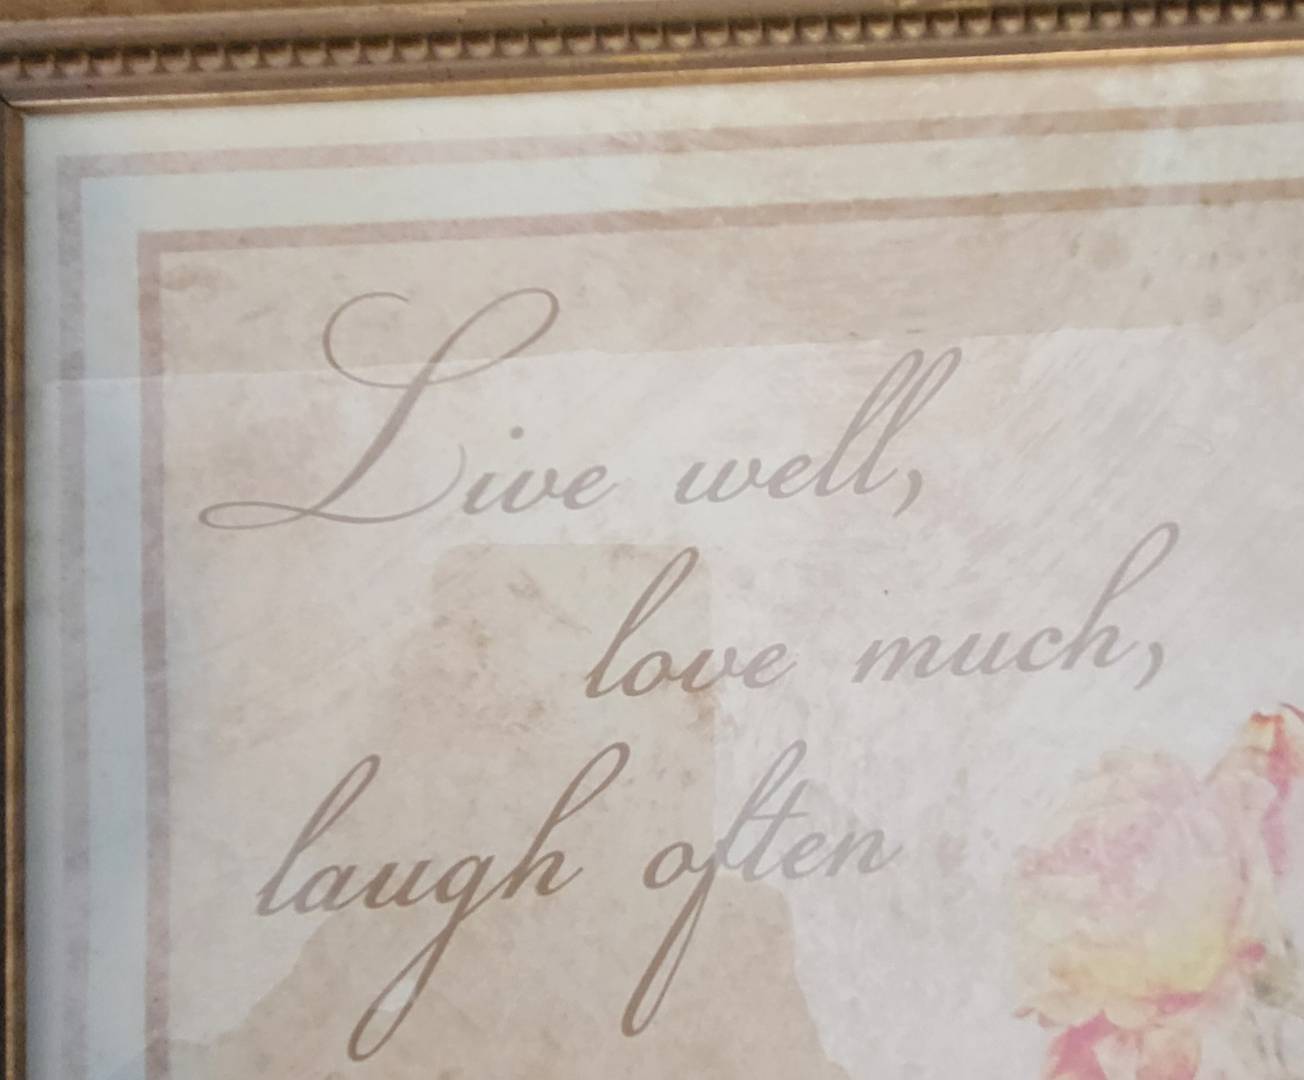 Live well,
love much,
laugh often